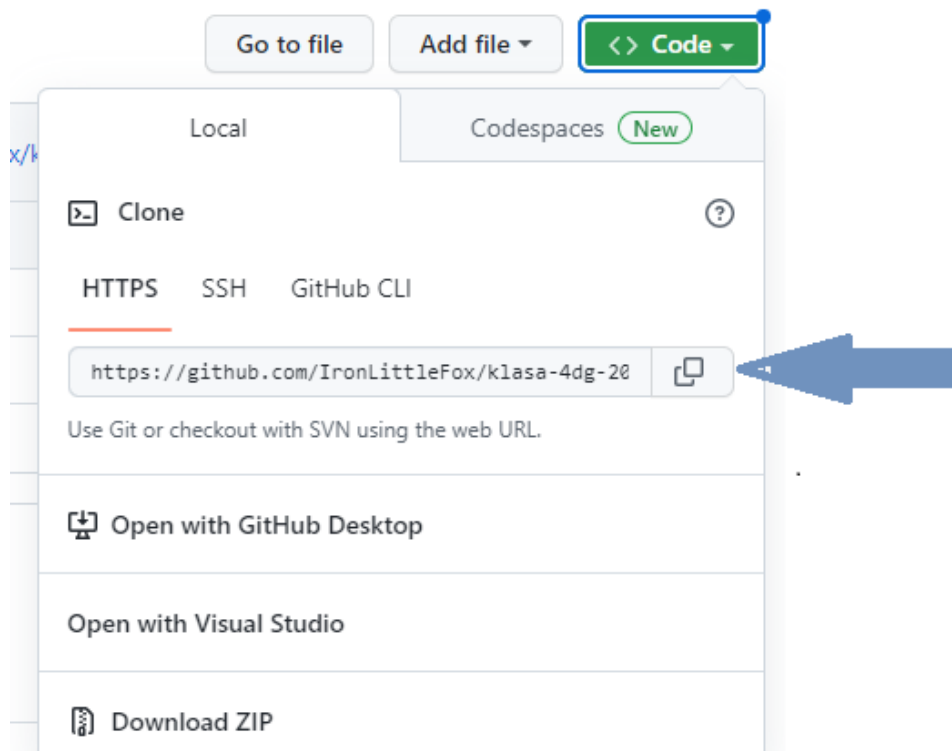 Go to file Add file <> Code
Local Codespaces New
x/k
Clone
HTTPS SSH GitHub CLI
https://github.com/IronLittleFox/klasa-4dg-20
Use Git or checkout with SVN using the web URL.
.
Open with GitHub Desktop
Open with Visual Studio
Download ZIP